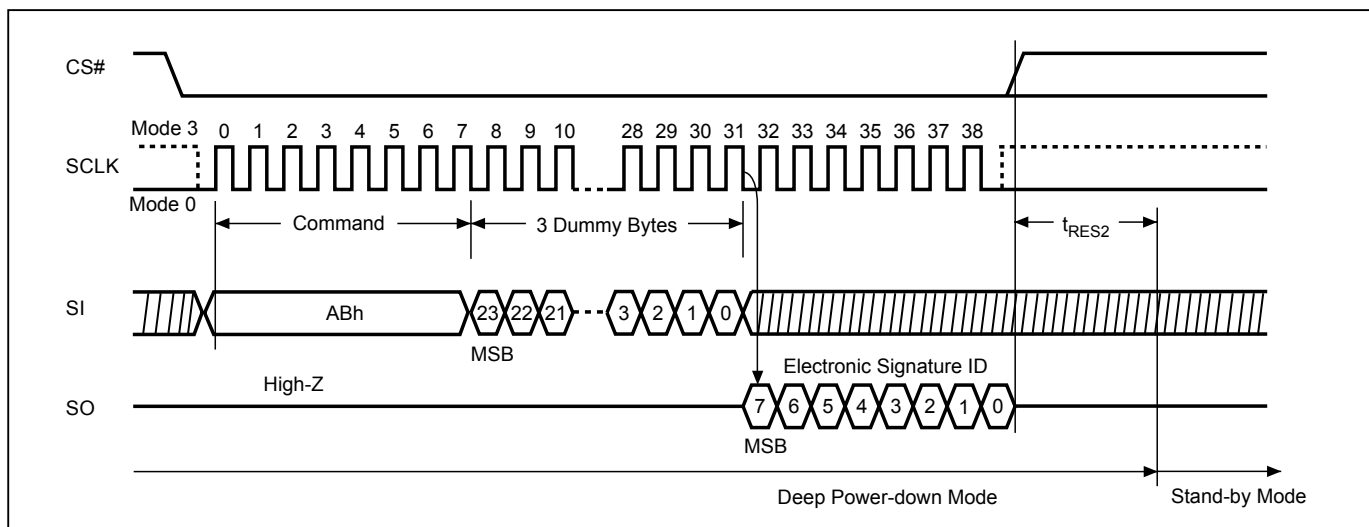 CS#
Mode 3 0 1 2 3 4 5 6 7 8 9 10 28 29 30 31 32 33 34 35 36 37 38
SCLK
Mode 0
Command 3 Dummy Bytes tRES2
SI ABh 23 22 21 3 2 1 0
MSB
High-Z Electronic Signature ID
SO 7 6 5 4 3 2 1 0
MSB
Deep Power-down Mode Stand-by Mode